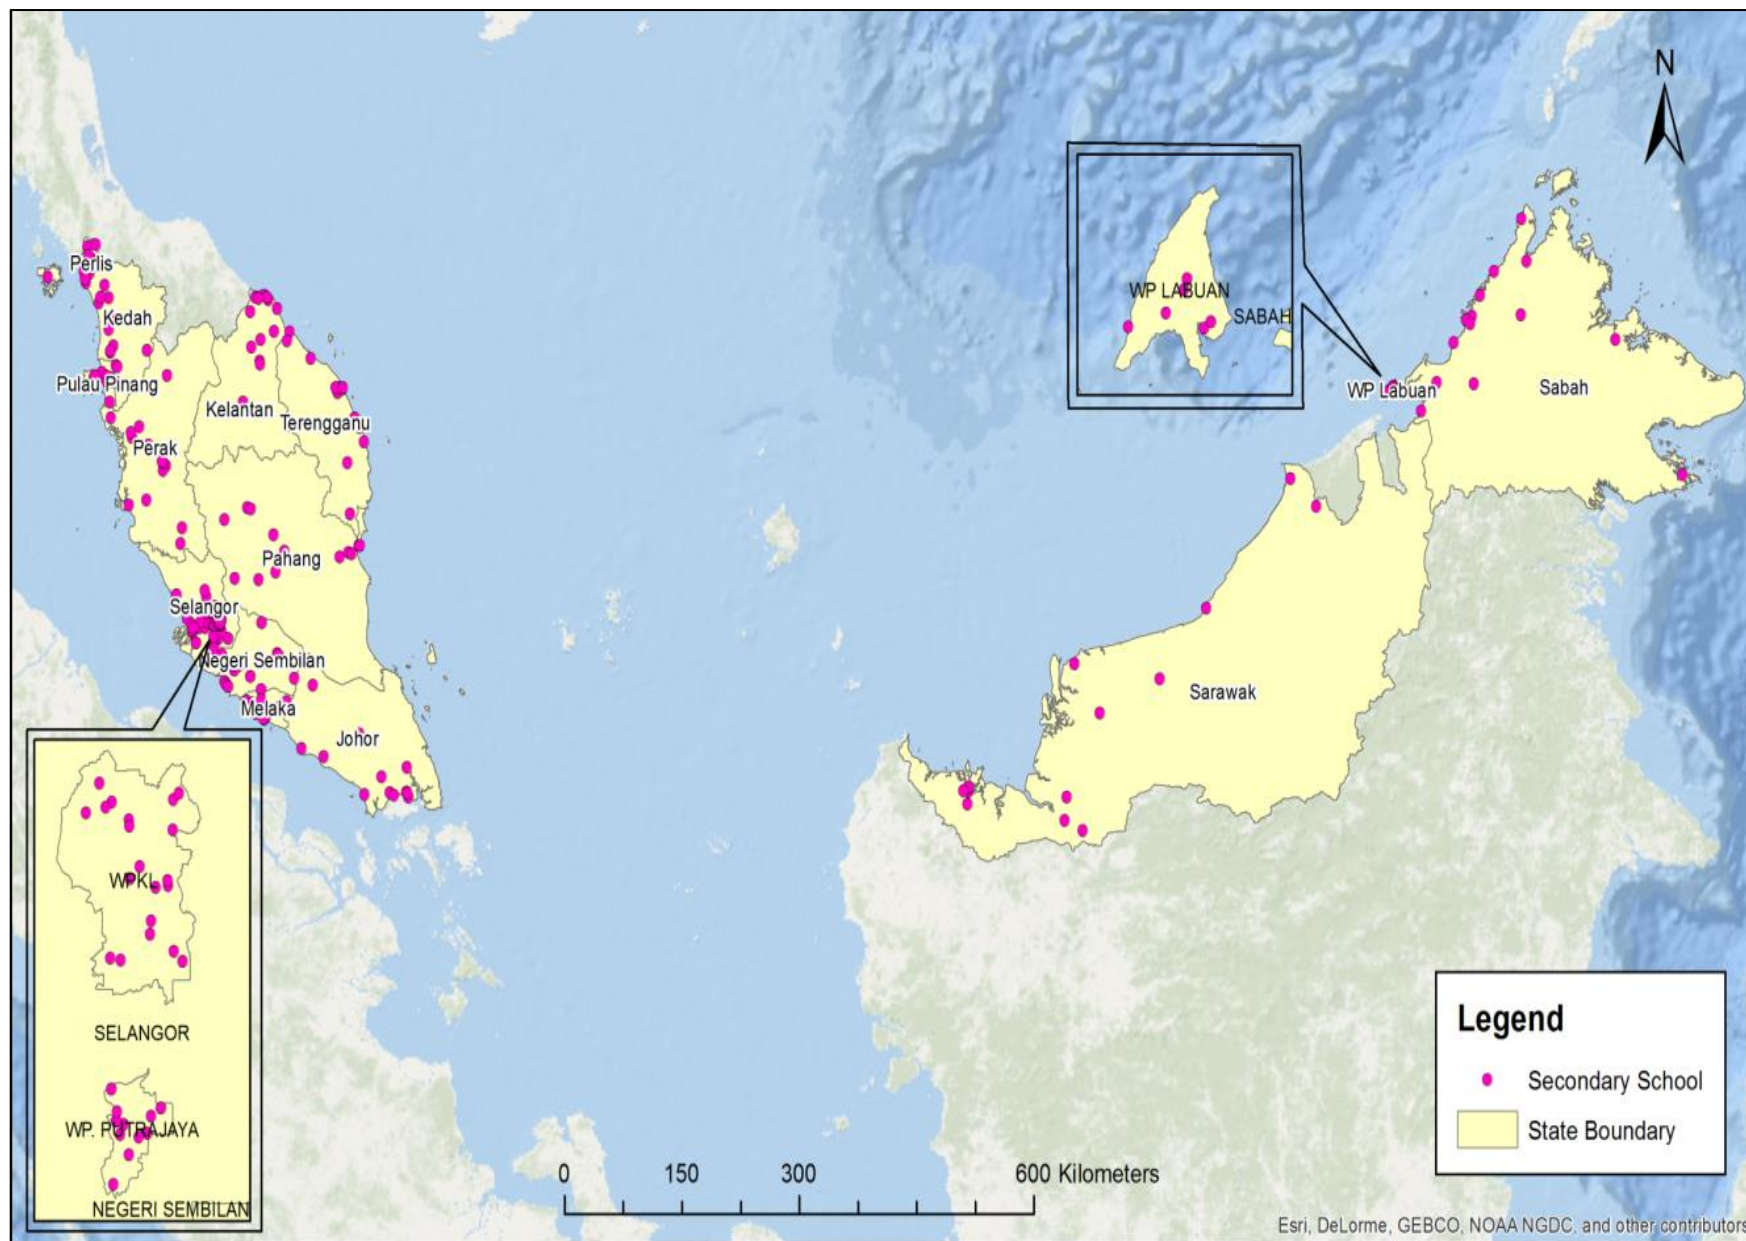 N
Perlis
Kedah
Pulau Pinang
Kelantan
Terengganu
Perak
Pahang
Selangor
Negeri Sembilan
Melaka
Johor
WP LABUAN
SABAH
WP Labuan
Sabah
Sarawak
WPKL
SELANGOR
WP. PUTRAJAYA
NEGERI SEMBILAN
Legend
Secondary School
State Boundary
0 150 300 600 Kilometers
Esri, DeLorme, GEBCO, NOAA NGDC, and other contributors